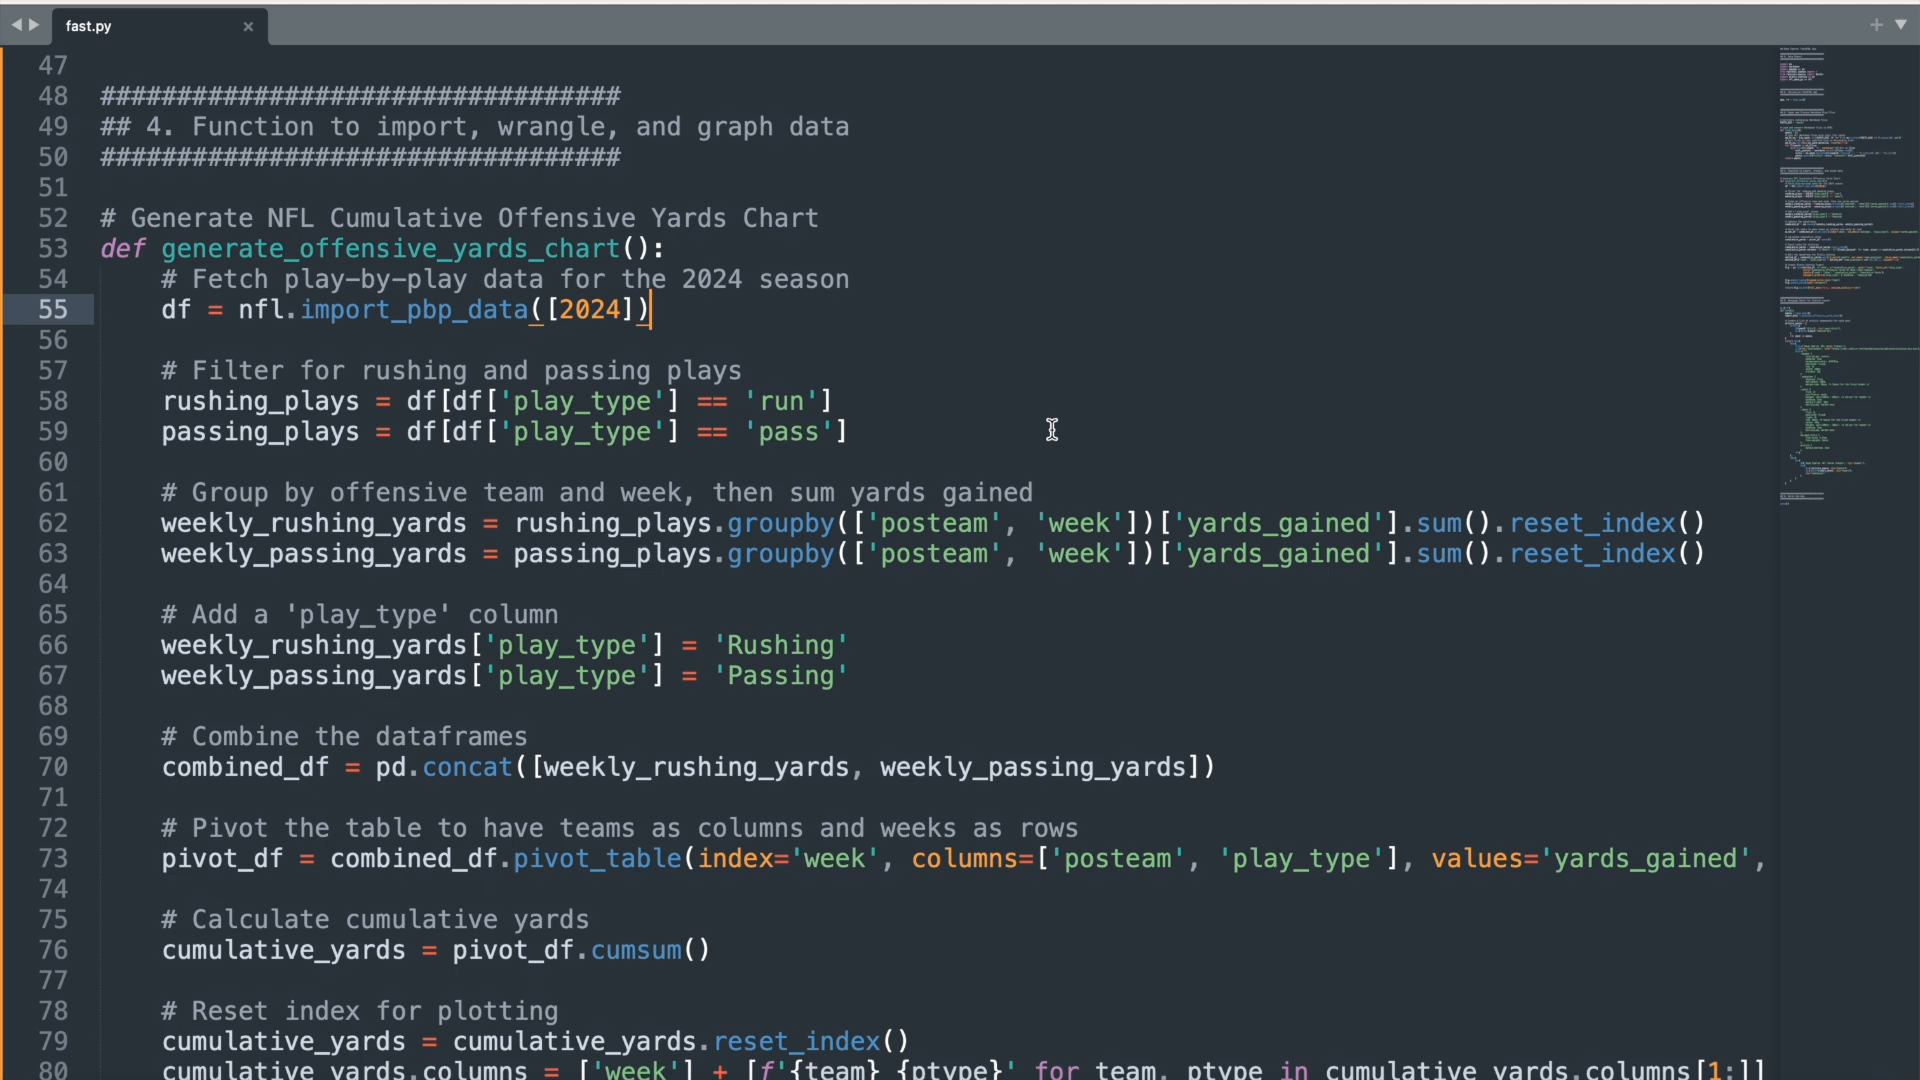 fast.py
47
48 ##################################
49 ## 4. Function to import, wrangle, and graph data
50 ##################################
51
52 # Generate NFL Cumulative Offensive Yards Chart
53 def generate_offensive_yards_chart():
54     # Fetch play-by-play data for the 2024 season
55     df = nfl.import_pbp_data([2024])
56
57     # Filter for rushing and passing plays
58     rushing_plays = df[df['play_type'] == 'run']
59     passing_plays = df[df['play_type'] == 'pass']
60
61     # Group by offensive team and week, then sum yards gained
62     weekly_rushing_yards = rushing_plays.groupby(['posteam', 'week'])['yards_gained'].sum().reset_index()
63     weekly_passing_yards = passing_plays.groupby(['posteam', 'week'])['yards_gained'].sum().reset_index()
64
65     # Add a 'play_type' column
66     weekly_rushing_yards['play_type'] = 'Rushing'
67     weekly_passing_yards['play_type'] = 'Passing'
68
69     # Combine the dataframes
70     combined_df = pd.concat([weekly_rushing_yards, weekly_passing_yards])
71
72     # Pivot the table to have teams as columns and weeks as rows
73     pivot_df = combined_df.pivot_table(index='week', columns=['posteam', 'play_type'], values='yards_gained',
74
75     # Calculate cumulative yards
76     cumulative_yards = pivot_df.cumsum()
77
78     # Reset index for plotting
79     cumulative_yards = cumulative_yards.reset_index()
80     cumulative_yards.columns = ['week'] + [f'{team}_{ptype}' for team, ptype in cumulative_yards.columns[1:]]